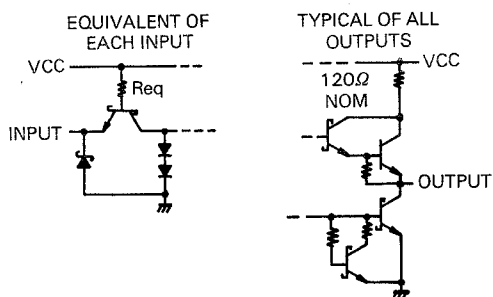 EQUIVALENT OF
EACH INPUT
VCC
Req
INPUT
TYPICAL OF ALL
OUTPUTS
VCC
120Ω
NOM
OUTPUT